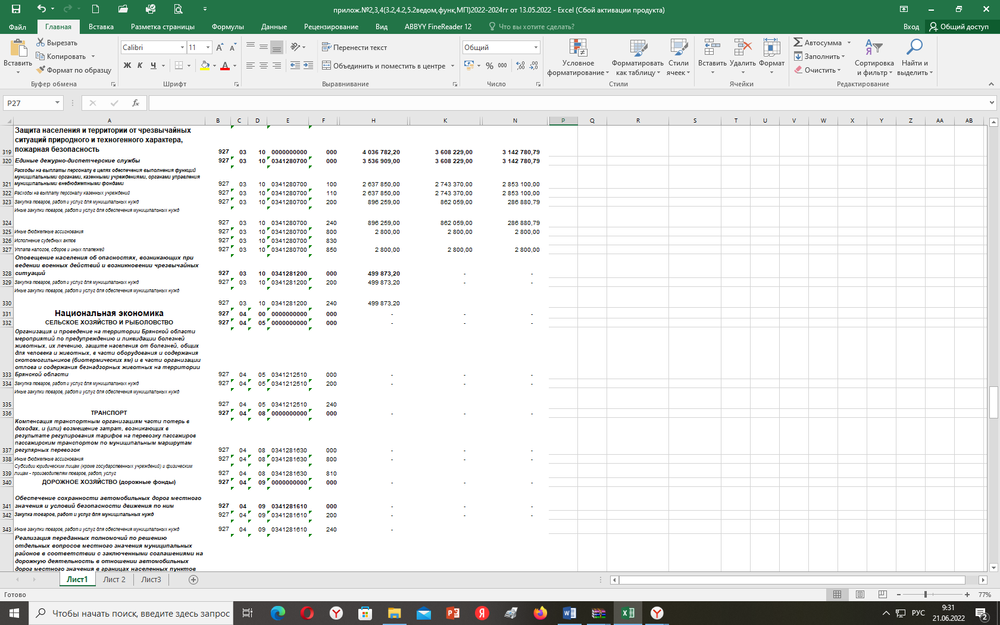 прилож.№2,3,4(3.2,4.2,5.2ведом,функ,МП)2022-2024гг от 13.05.2022 - Excel (Сбой активации продукта)
Файл Главная Вставка Разметка страницы Формулы Данные Рецензирование Вид ABBYY FineReader 12 Что вы хотите сделать? Вход Общий доступ
Вставить
Вырезать
Копировать
Формат по образцу
Буфер обмена
Calibri 11
Ж К Ч
Шрифт
Перенести текст
Объединить и поместить в центре
Выравнивание
Общий
% 000
Число
Условное форматирование
Форматировать как таблицу
Стили ячеек
Стили
Вставить Удалить Формат
Ячейки
Автосумма
Заполнить
Очистить
Сортировка и фильтр
Найти и выделить
Редактирование
P27 fx
A B C D E F H K N P Q R S T U V W X Y Z AA AB
Защита населения и территории от чрезвычайных
ситуаций природного и техногенного характера,
319 пожарная безопасность 927 03 10 0000000000 000 4 036 782,20 3 608 229,00 3 142 780,79
320 Единые дежурно-диспетчерские службы 927 03 10 0341280700 000 3 536 909,00 3 608 229,00 3 142 780,79
Расходы на выплаты персоналу в целях обеспечения выполнения функций
муниципальными органами, казенными учреждениями, органами управления
321 муниципальными внебюджетными фондами 927 03 10 0341280700 100 2 637 850,00 2 743 370,00 2 853 100,00
322 Расходы на выплату персоналу казенных учреждений 927 03 10 0341280700 110 2 637 850,00 2 743 370,00 2 853 100,00
323 Закупка товаров, работ и услуг для муниципальных нужд 927 03 10 0341280700 200 896 259,00 862 059,00 286 880,79
Иные закупки товаров, работ и услуг для обеспечения муниципальных нужд
324 927 03 10 0341280700 240 896 259,00 862 059,00 286 880,79
325 Иные бюджетные ассигнования 927 03 10 0341280700 800 2 800,00 2 800,00 2 800,00
326 Исполнение судебных актов 927 03 10 0341280700 830
327 Уплата налогов, сборов и иных платежей 927 03 10 0341280700 850 2 800,00 2 800,00 2 800,00
Оповещение населения об опасностях, возникающих при
ведении военных действий и возникновении чрезвычайных
328 ситуаций 927 03 10 0341281200 000 499 873,20 - -
329 Закупка товаров, работ и услуг для муниципальных нужд 927 03 10 0341281200 200 499 873,20 - -
Иные закупки товаров, работ и услуг для обеспечения муниципальных нужд
330 927 03 10 0341281200 240 499 873,20
331 Национальная экономика 927 04 00 0000000000 000 - - -
332 СЕЛЬСКОЕ ХОЗЯЙСТВО И РЫБОЛОВСТВО 927 04 05 0000000000 000 - - -
Организация и проведение на территории Брянской области
мероприятий по предупреждению и ликвидации болезней
животных, их лечению, защите населения от болезней, общих
для человека и животных, в части оборудования и содержания
скотомогильников (биотермических ям) и в части организации
отлова и содержания безнадзорных животных на территории
333 Брянской области 927 04 05 0341212510 000 - - -
334 Закупка товаров, работ и услуг для муниципальных нужд 927 04 05 0341212510 200 - - -
Иные закупки товаров, работ и услуг для обеспечения муниципальных нужд
335 927 04 05 0341212510 240
336 ТРАНСПОРТ 927 04 08 0000000000 000 - - -
Компенсация транспортным организациям части потерь в
доходах, и (или) возмещение затрат, возникающих в
результате регулирования тарифов на перевозку пассажиров
пассажирским транспортом по муниципальным маршрутам
337 регулярных перевозок 927 04 08 0341281630 000 - - -
338 Иные бюджетные ассигнования 927 04 08 0341281630 800 - - -
Субсидии юридическим лицам (кроме государственных учреждений) и физическим
339 лицам - производителям товаров, работ, услуг 927 04 08 0341281630 810
340 ДОРОЖНОЕ ХОЗЯЙСТВО (дорожные фонды) 927 04 09 0000000000 000 - - -
Обеспечение сохранности автомобильных дорог местного
341 значения и условий безопасности движения по ним 927 04 09 0341281610 000 - - -
342 Закупка товаров, работ и услуг для муниципальных нужд 927 04 09 0341281610 200 - - -
343 Иные закупки товаров, работ и услуг для обеспечения муниципальных нужд 927 04 09 0341281610 240 -
Реализация переданных полномочий по решению
отдельных вопросов местного значения муниципальных
районов в соответствии с заключенными соглашениями на
дорожную деятельность в отношении автомобильных
дорог местного значения в границах населенных пунктов
Лист1 Лист 2 Лист3
Готово 77%
Чтобы начать поиск, введите здесь запрос
РУС
9:31
21.06.2022
2